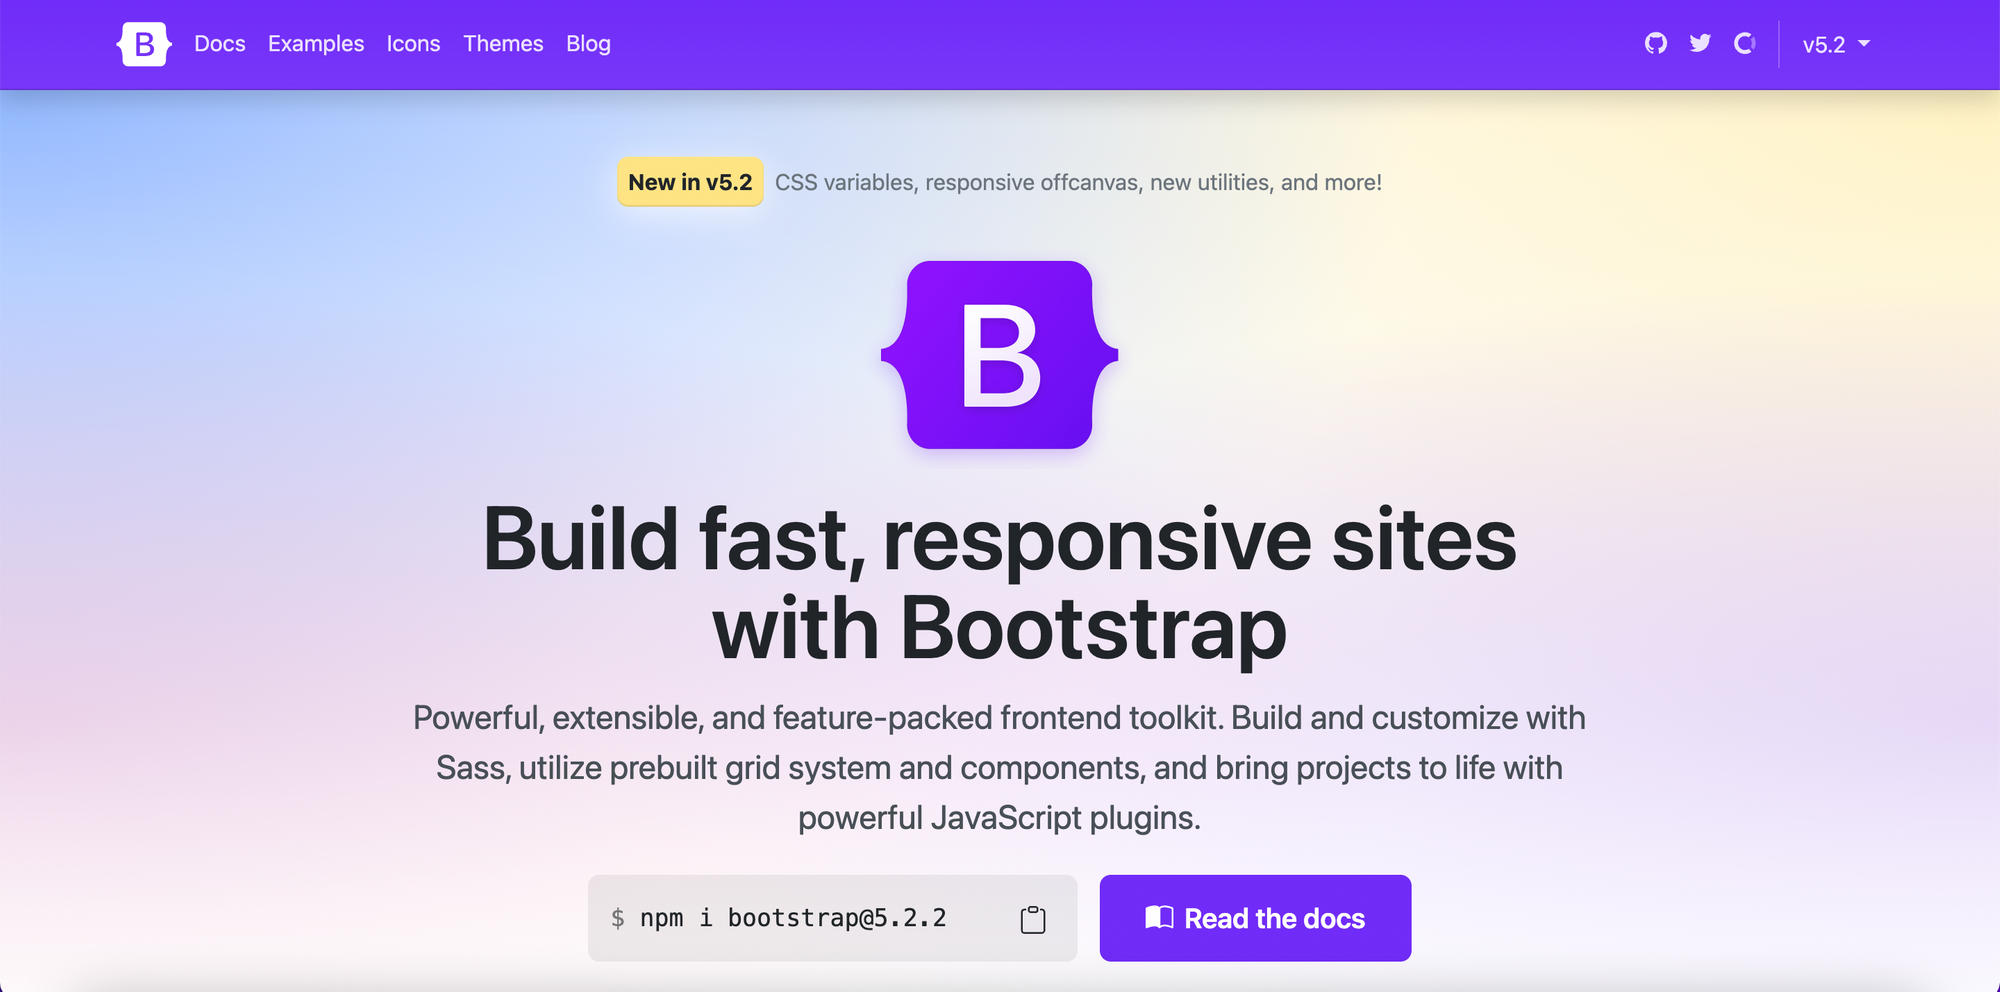 B Docs Examples Icons Themes Blog v5.2
New in v5.2 CSS variables, responsive offcanvas, new utilities, and more!
B
Build fast, responsive sites
with Bootstrap
Powerful, extensible, and feature-packed frontend toolkit. Build and customize with
Sass, utilize prebuilt grid system and components, and bring projects to life with
powerful JavaScript plugins.
$ npm i bootstrap@5.2.2 Read the docs